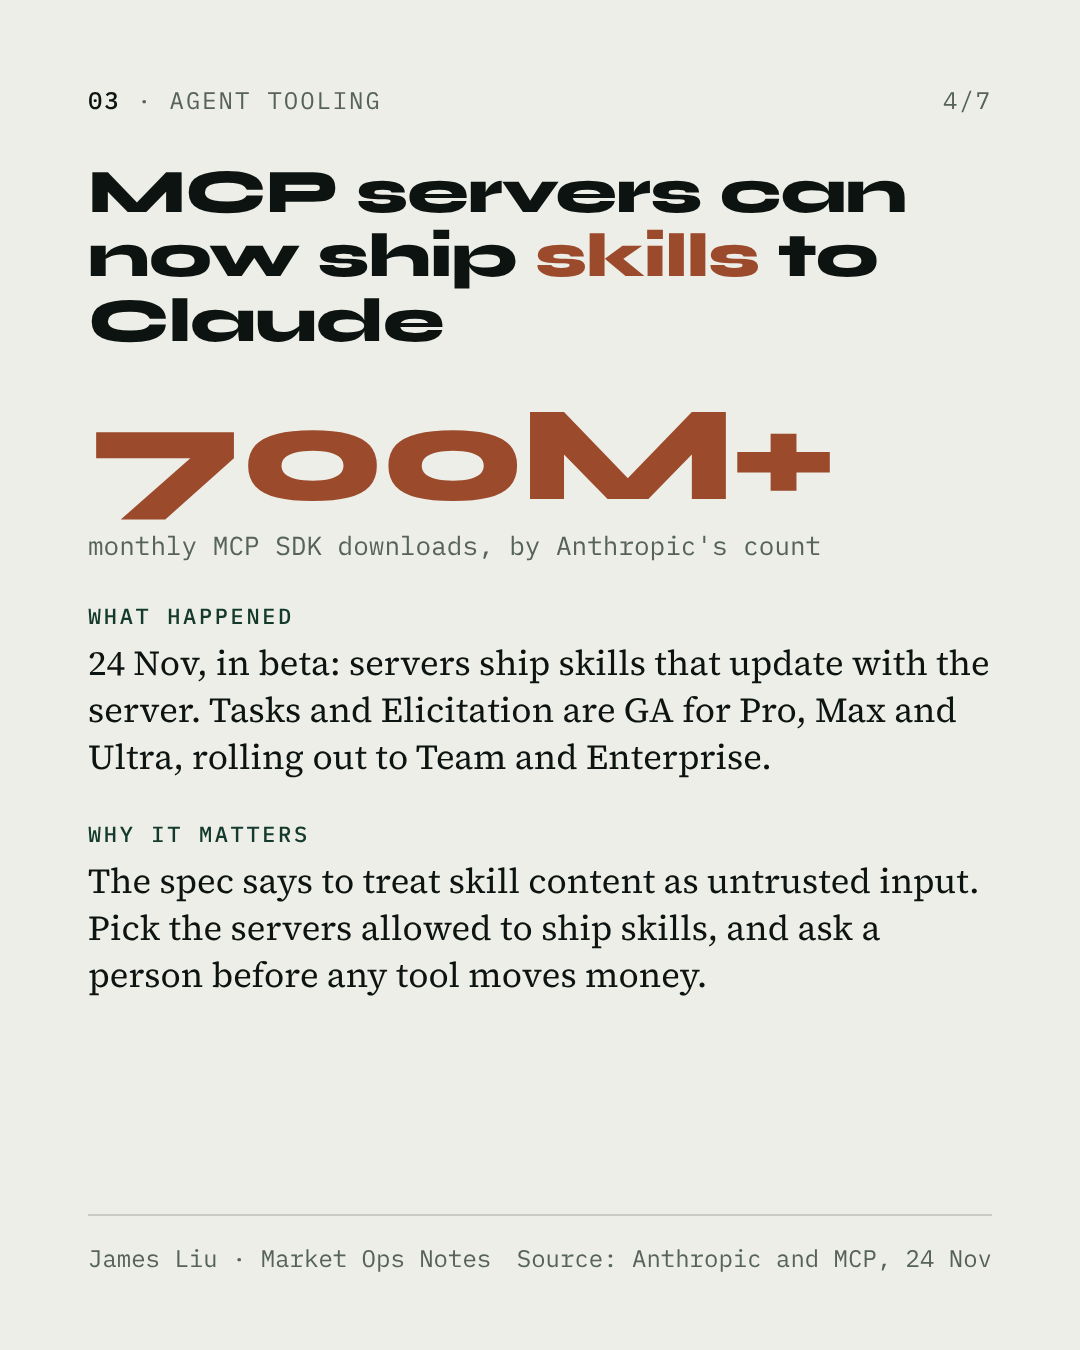 03 · AGENT TOOLING
4/7
MCP servers can
now ship skills to
Claude
700M+
monthly MCP SDK downloads, by Anthropic's count
WHAT HAPPENED
24 Nov, in beta: servers ship skills that update with the
server. Tasks and Elicitation are GA for Pro, Max and
Ultra, rolling out to Team and Enterprise.
WHY IT MATTERS
The spec says to treat skill content as untrusted input.
Pick the servers allowed to ship skills, and ask a
person before any tool moves money.
James Liu · Market Ops Notes
Source: Anthropic and MCP, 24 Nov